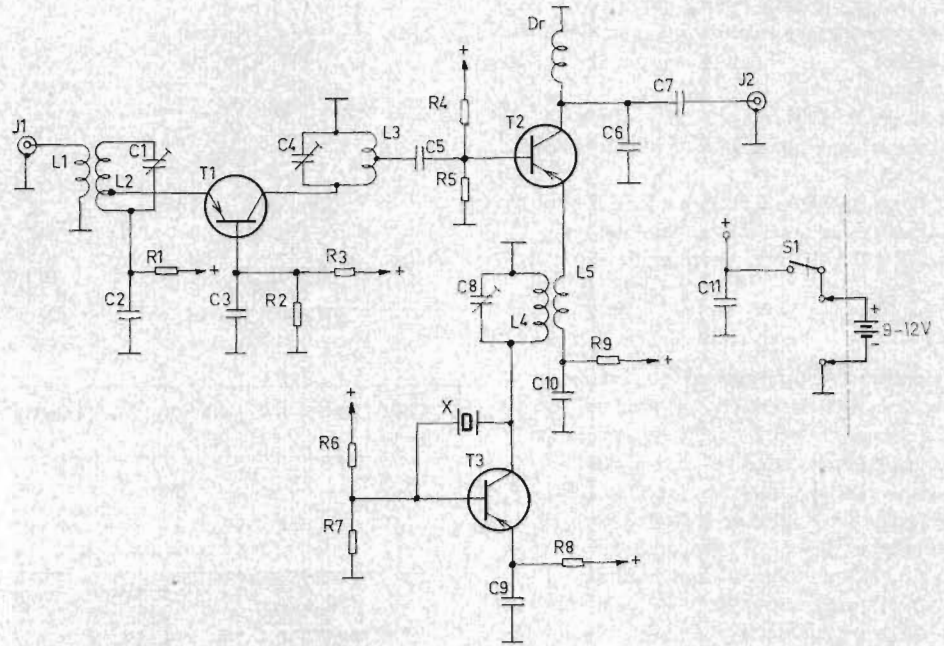 Dr
+
C7
J2
R4
T2
J1
C4
L3
C6
C1
C5
L1
T1
L2
R5
+
S1
R1
+
R3
+
L5
C8
C11
C2
C3
R2
L4
+
9-12V
-
R9
+
C10
+
X
R6
T3
R7
R8
+
C9